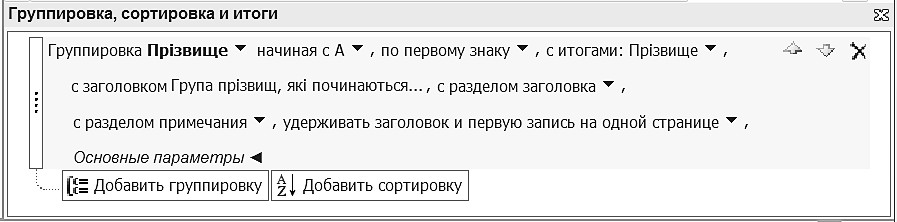 Группировка, сортировка и итоги
Группировка Прізвище ▼ начиная с А ▼ , по первому знаку ▼ , с итогами: Прізвище ▼ ,
с заголовком Група прізвищ, які починаються... , с разделом заголовка ▼ ,
с разделом примечания ▼ , удерживать заголовок и первую запись на одной странице ▼ ,
Основные параметры ◄
Добавить группировку АZ↓ Добавить сортировку